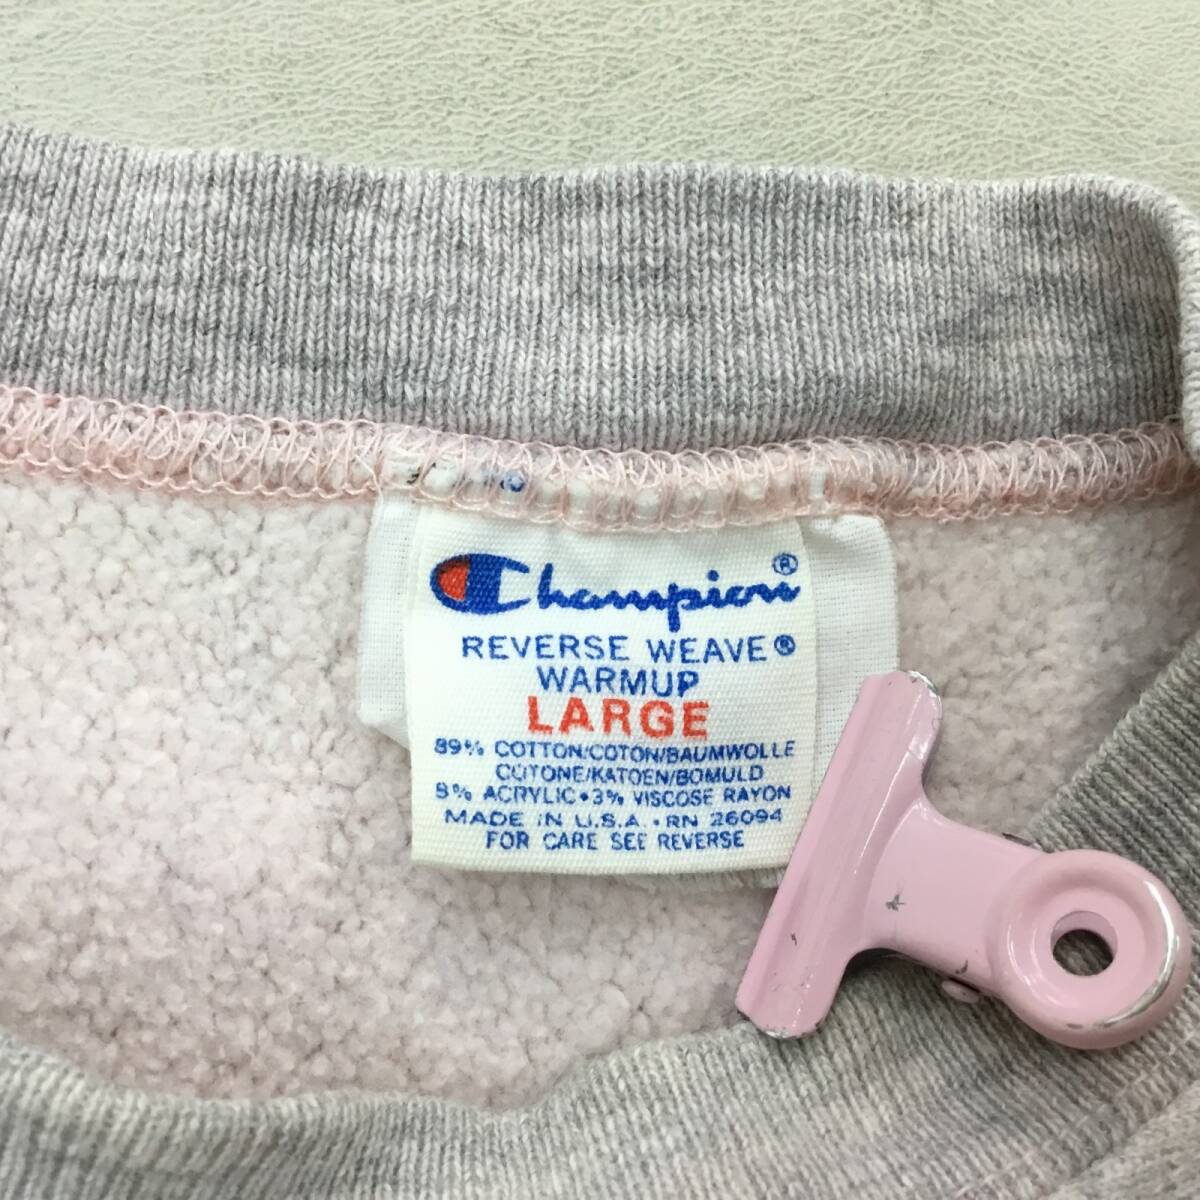 Champion®
REVERSE WEAVE®
WARMUP
LARGE
89% COTTON/COTON/BAUMWOLLE
COTONE/KATOEN/BOMULD
8% ACRYLIC • 3% VISCOSE RAYON
MADE IN U.S.A. • RN 26094
FOR CARE SEE REVERSE